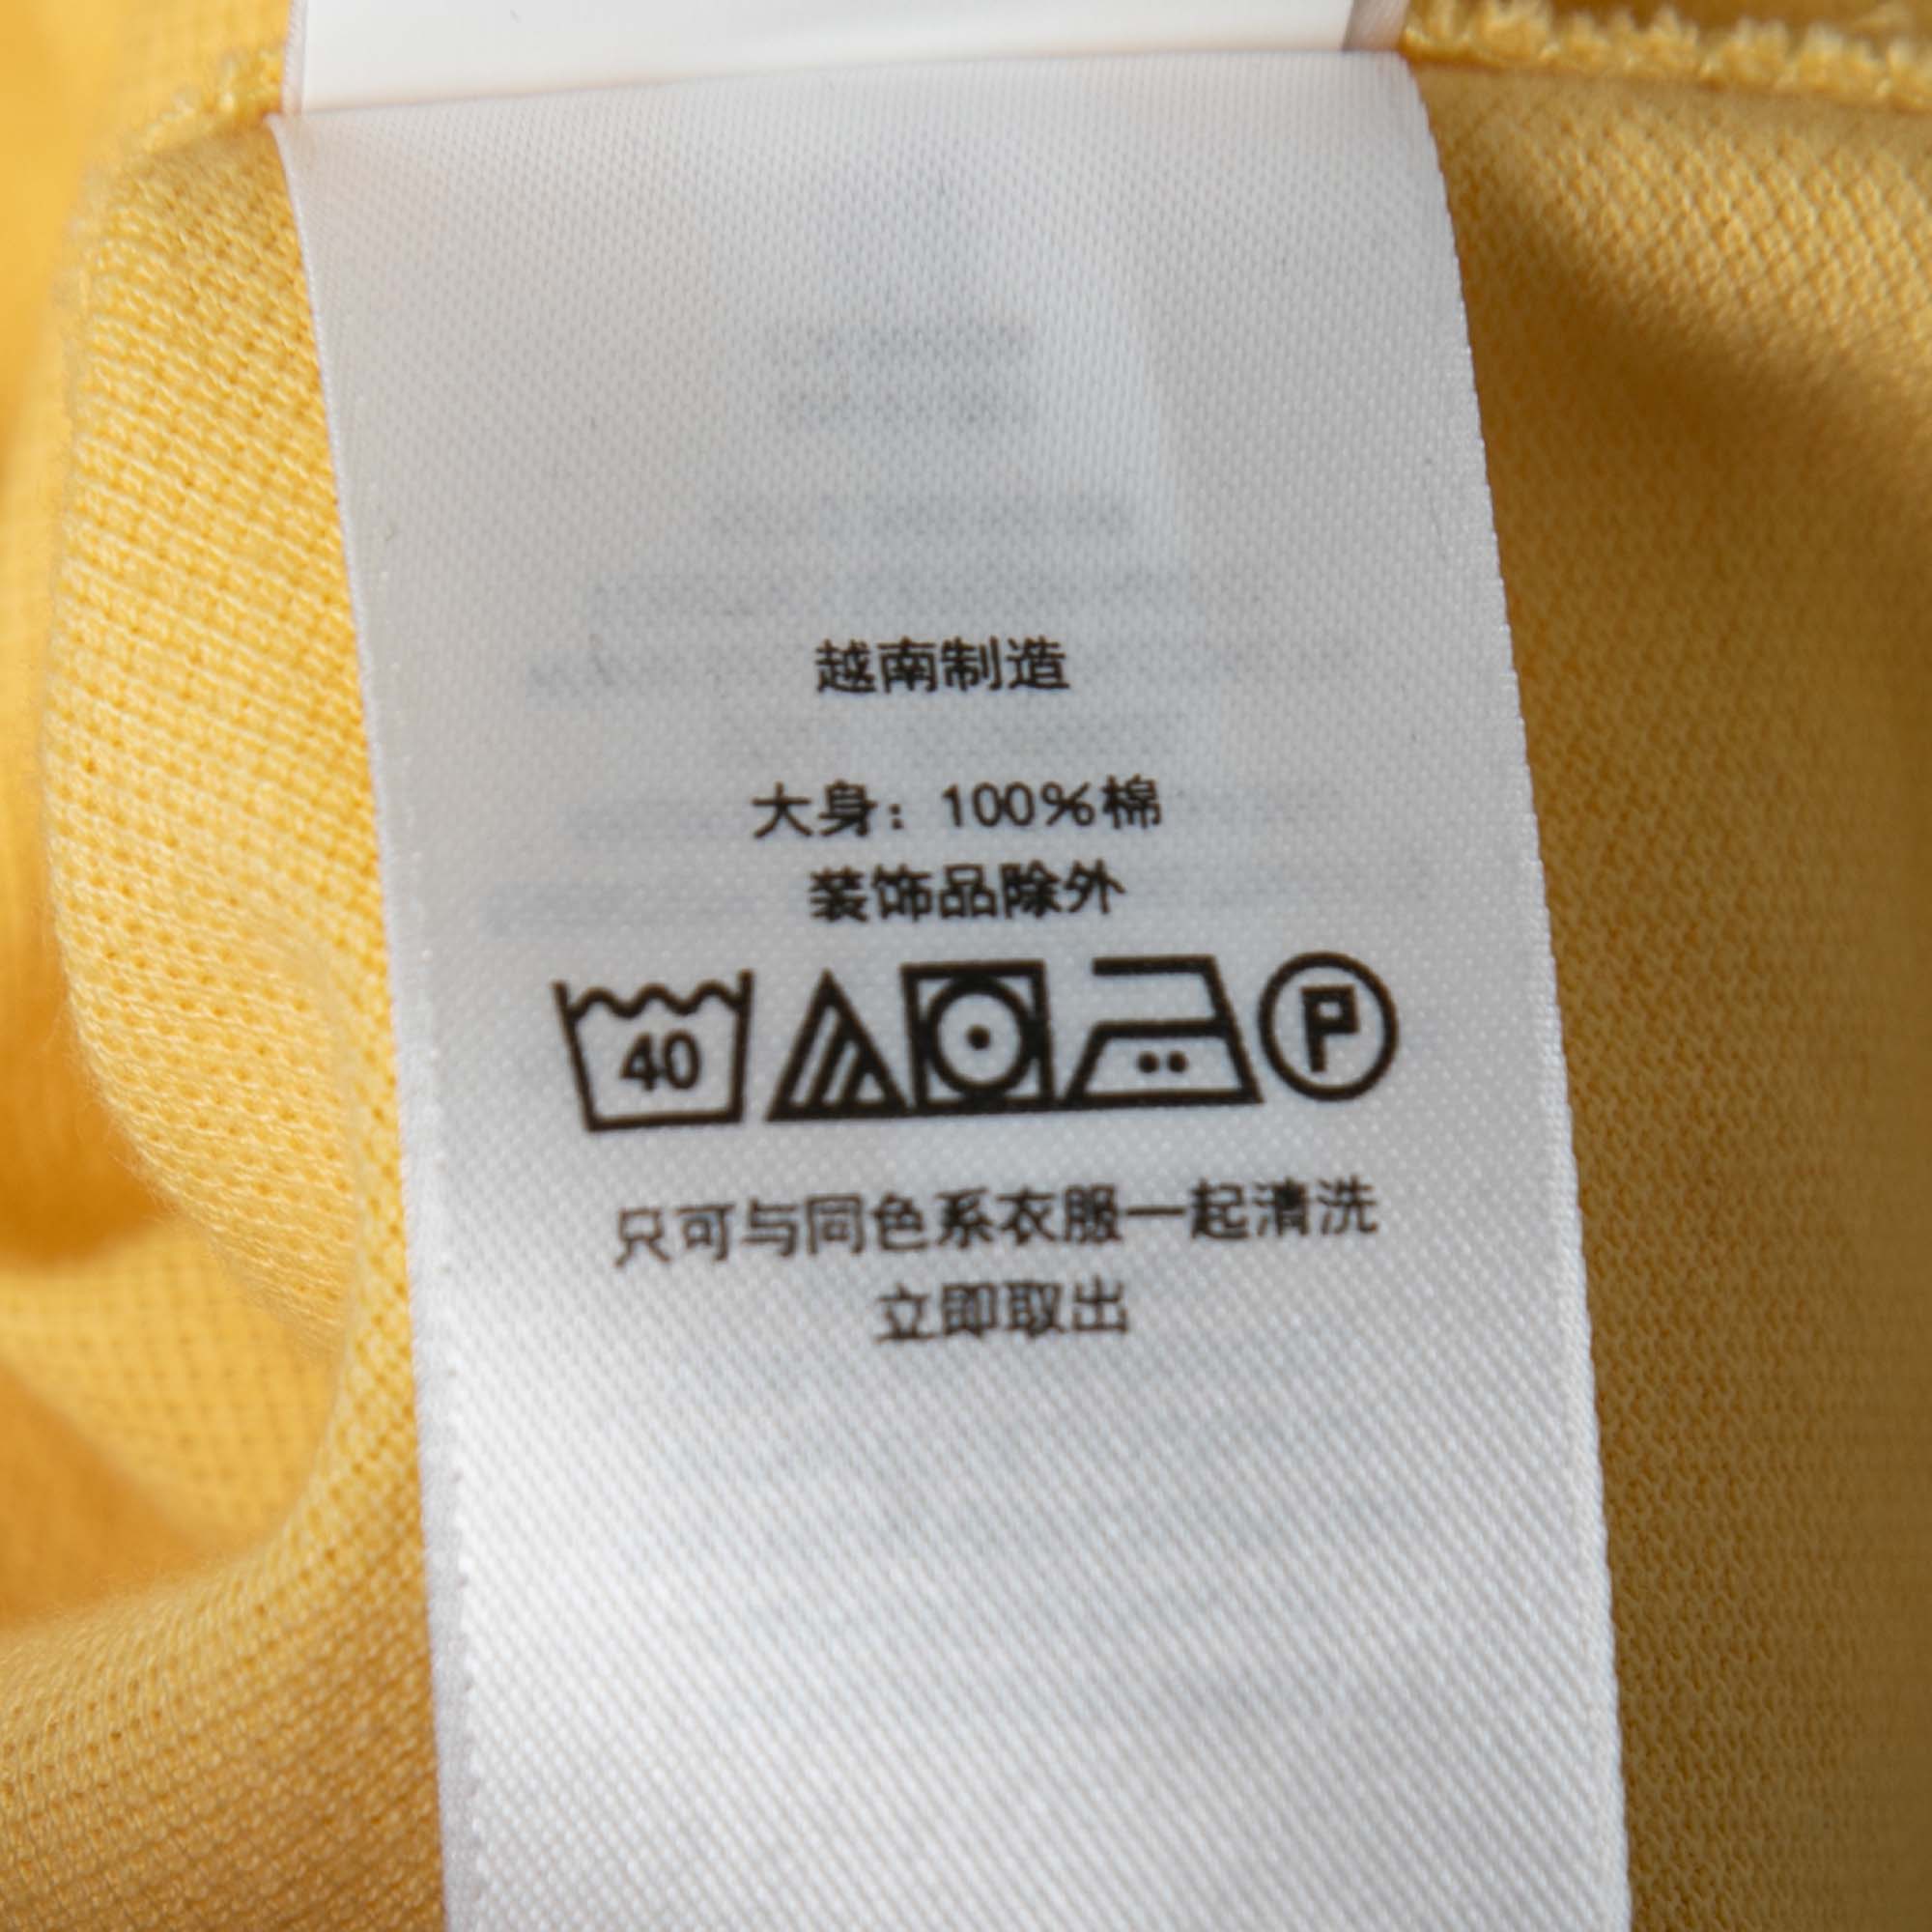 越南制造
大身：100%棉
装饰品除外
40 P
只可与同色系衣服一起清洗
立即取出